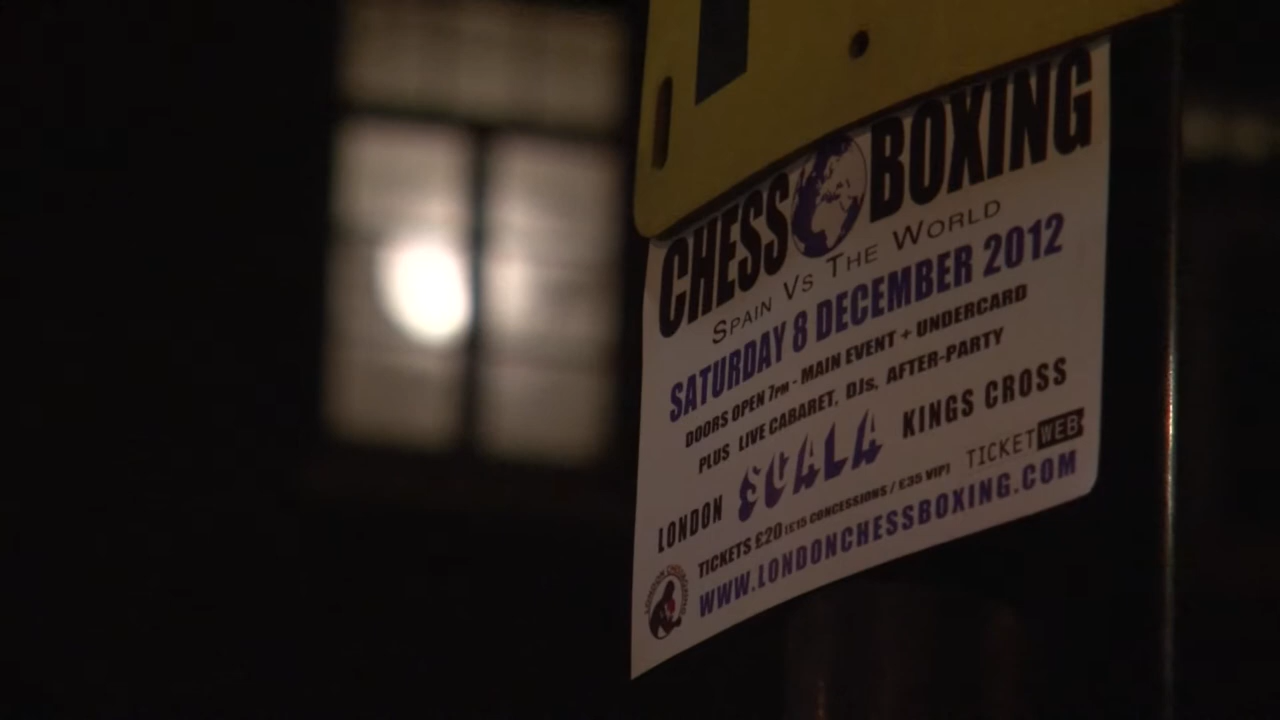 CHESS BOXING
SPAIN VS THE WORLD
SATURDAY 8 DECEMBER 2012
DOORS OPEN 7PM - MAIN EVENT + UNDERCARD
PLUS LIVE CABARET, DJs, AFTER-PARTY
LONDON SCALA KINGS CROSS
TICKETS £20 (£15 CONCESSIONS / £35 VIP) TICKETWEB
WWW.LONDONCHESSBOXING.COM